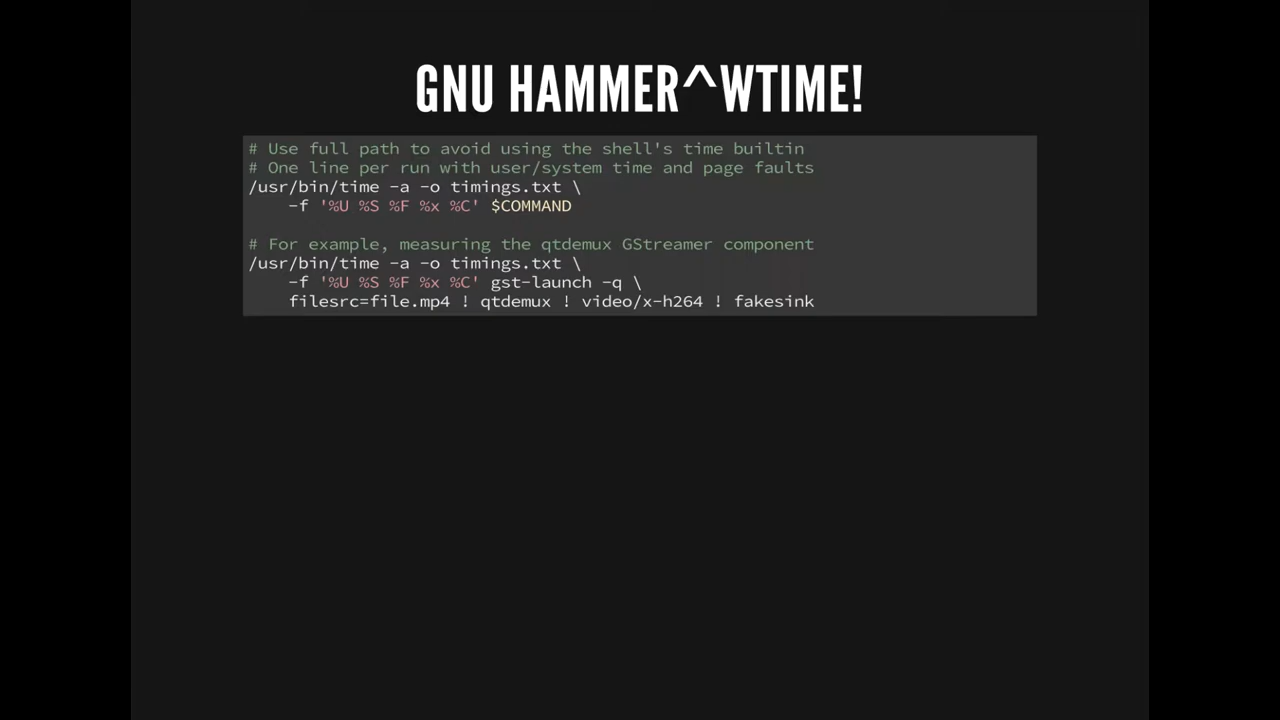 GNU HAMMER^WTIME!
# Use full path to avoid using the shell's time builtin
# One line per run with user/system time and page faults
/usr/bin/time -a -o timings.txt \
    -f '%U %S %F %x %C' $COMMAND
# For example, measuring the qtdemux GStreamer component
/usr/bin/time -a -o timings.txt \
    -f '%U %S %F %x %C' gst-launch -q \
    filesrc=file.mp4 ! qtdemux ! video/x-h264 ! fakesink